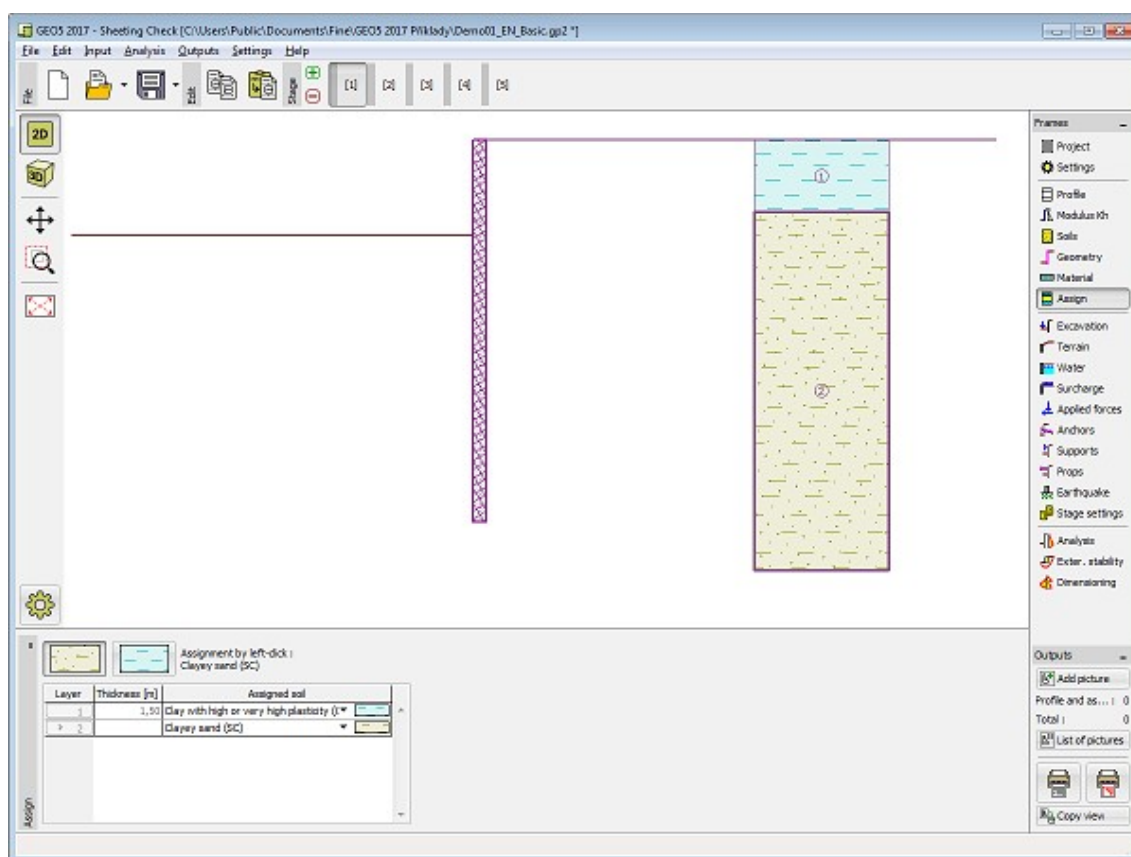 GEO5 2017 - Sheeting Check [C:\Users\Public\Documents\Fine\GEO5 2017 Příklady\Demo01_EN_Basic.gp2 *]
File Edit Input Analysis Outputs Settings Help
File
Edit
Stage
[1] [2] [3] [4] [5]
2D
3D
1
2
Frames
Project
Settings
Profile
Modulus Kh
Soils
Geometry
Material
Assign
Excavation
Terrain
Water
Surcharge
Applied forces
Anchors
Supports
Props
Earthquake
Stage settings
Analysis
Exter. stability
Dimensioning
Assignment by left-click :
Clayey sand (SC)
Layer Thickness [m] Assigned soil
1 1,50 Clay with high or very high plasticity (C
2 Clayey sand (SC)
Assign
Outputs
Add picture
Profile and as... : 0
Total : 0
List of pictures
Copy view